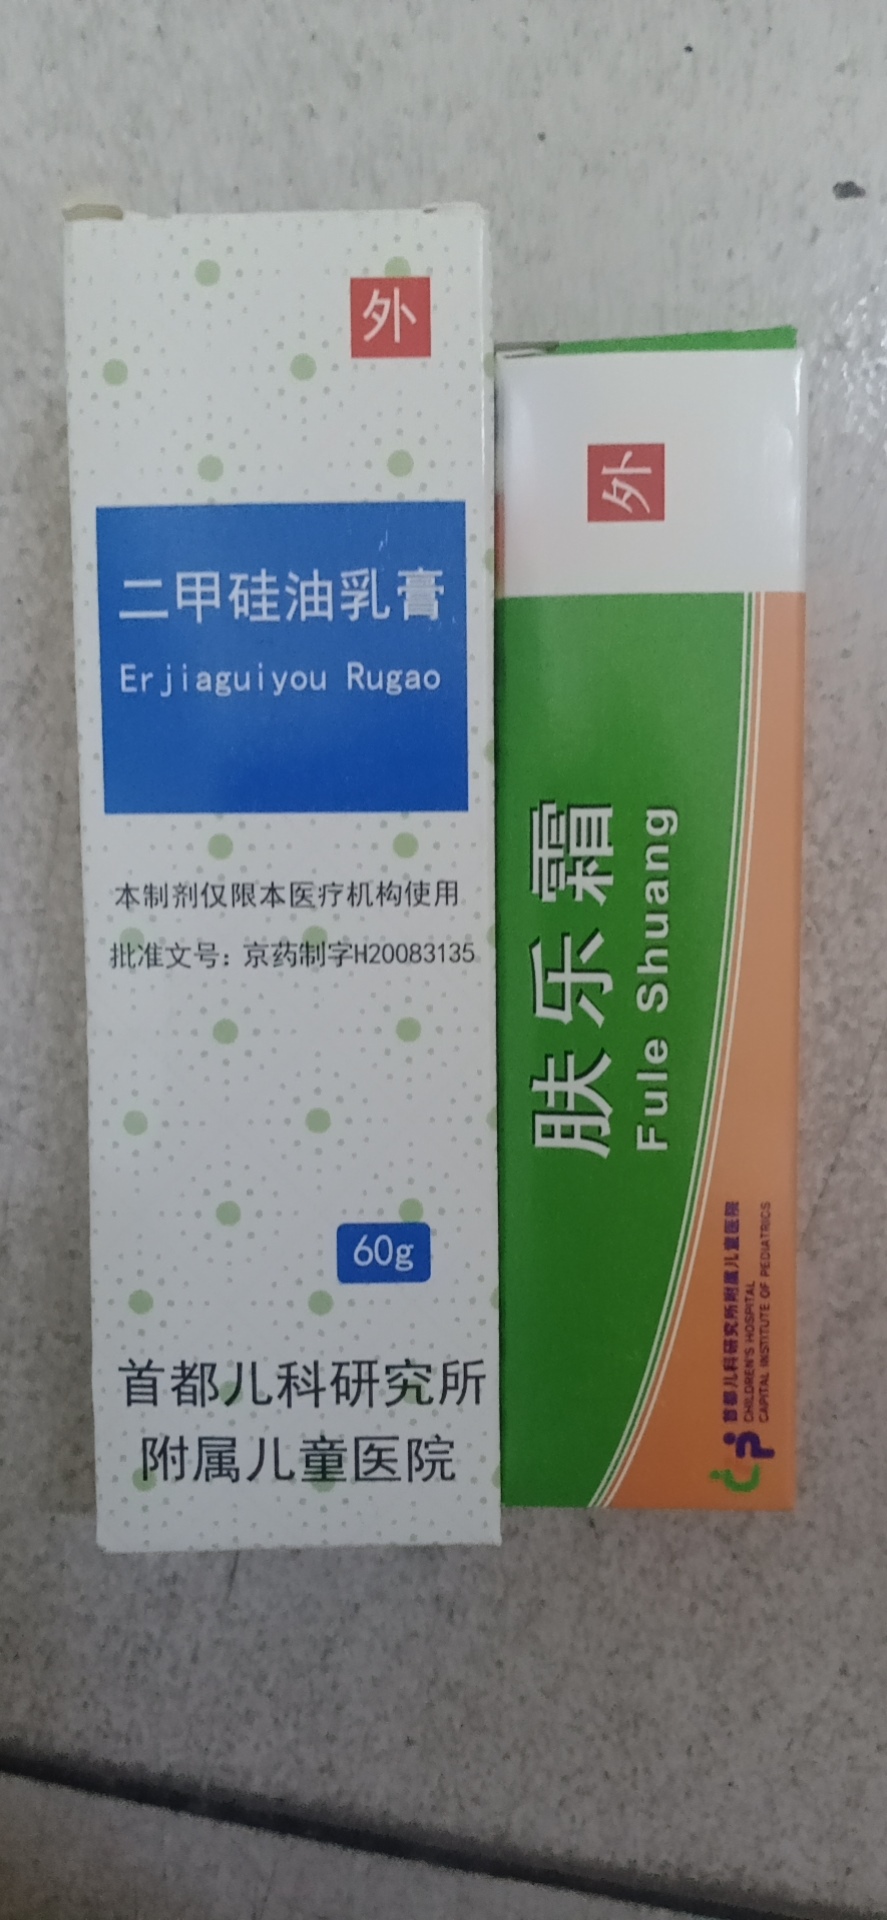 外
二甲硅油乳膏
Erjiaguiyou Rugao
本制剂仅限本医疗机构使用
批准文号：京药制字H20083135
60g
首都儿科研究所
附属儿童医院
外
肤乐霜
Fule Shuang
首都儿科研究所附属儿童医院
CHILDREN'S HOSPITAL
CAPITAL INSTITUTE OF PEDIATRICS